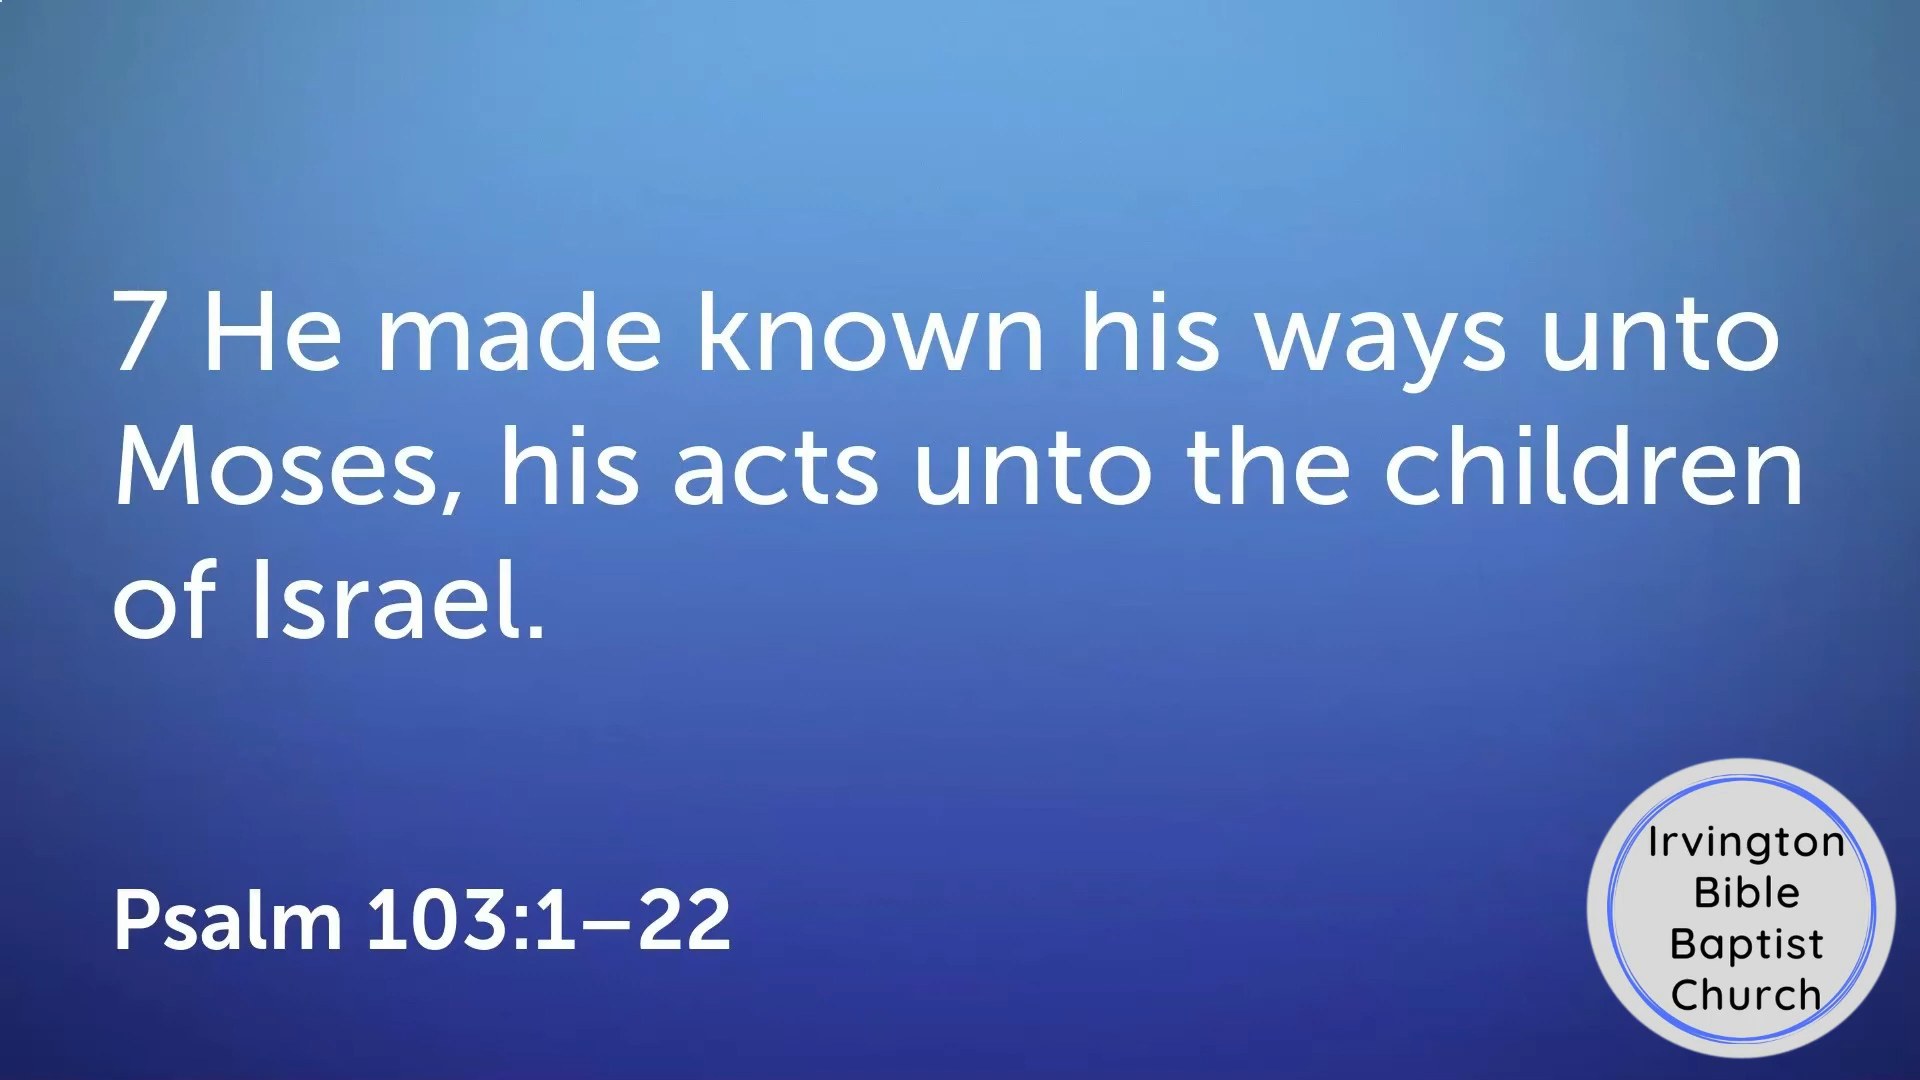 7 He made known his ways unto
Moses, his acts unto the children
of Israel.
Psalm 103:1–22
Irvington
Bible
Baptist
Church